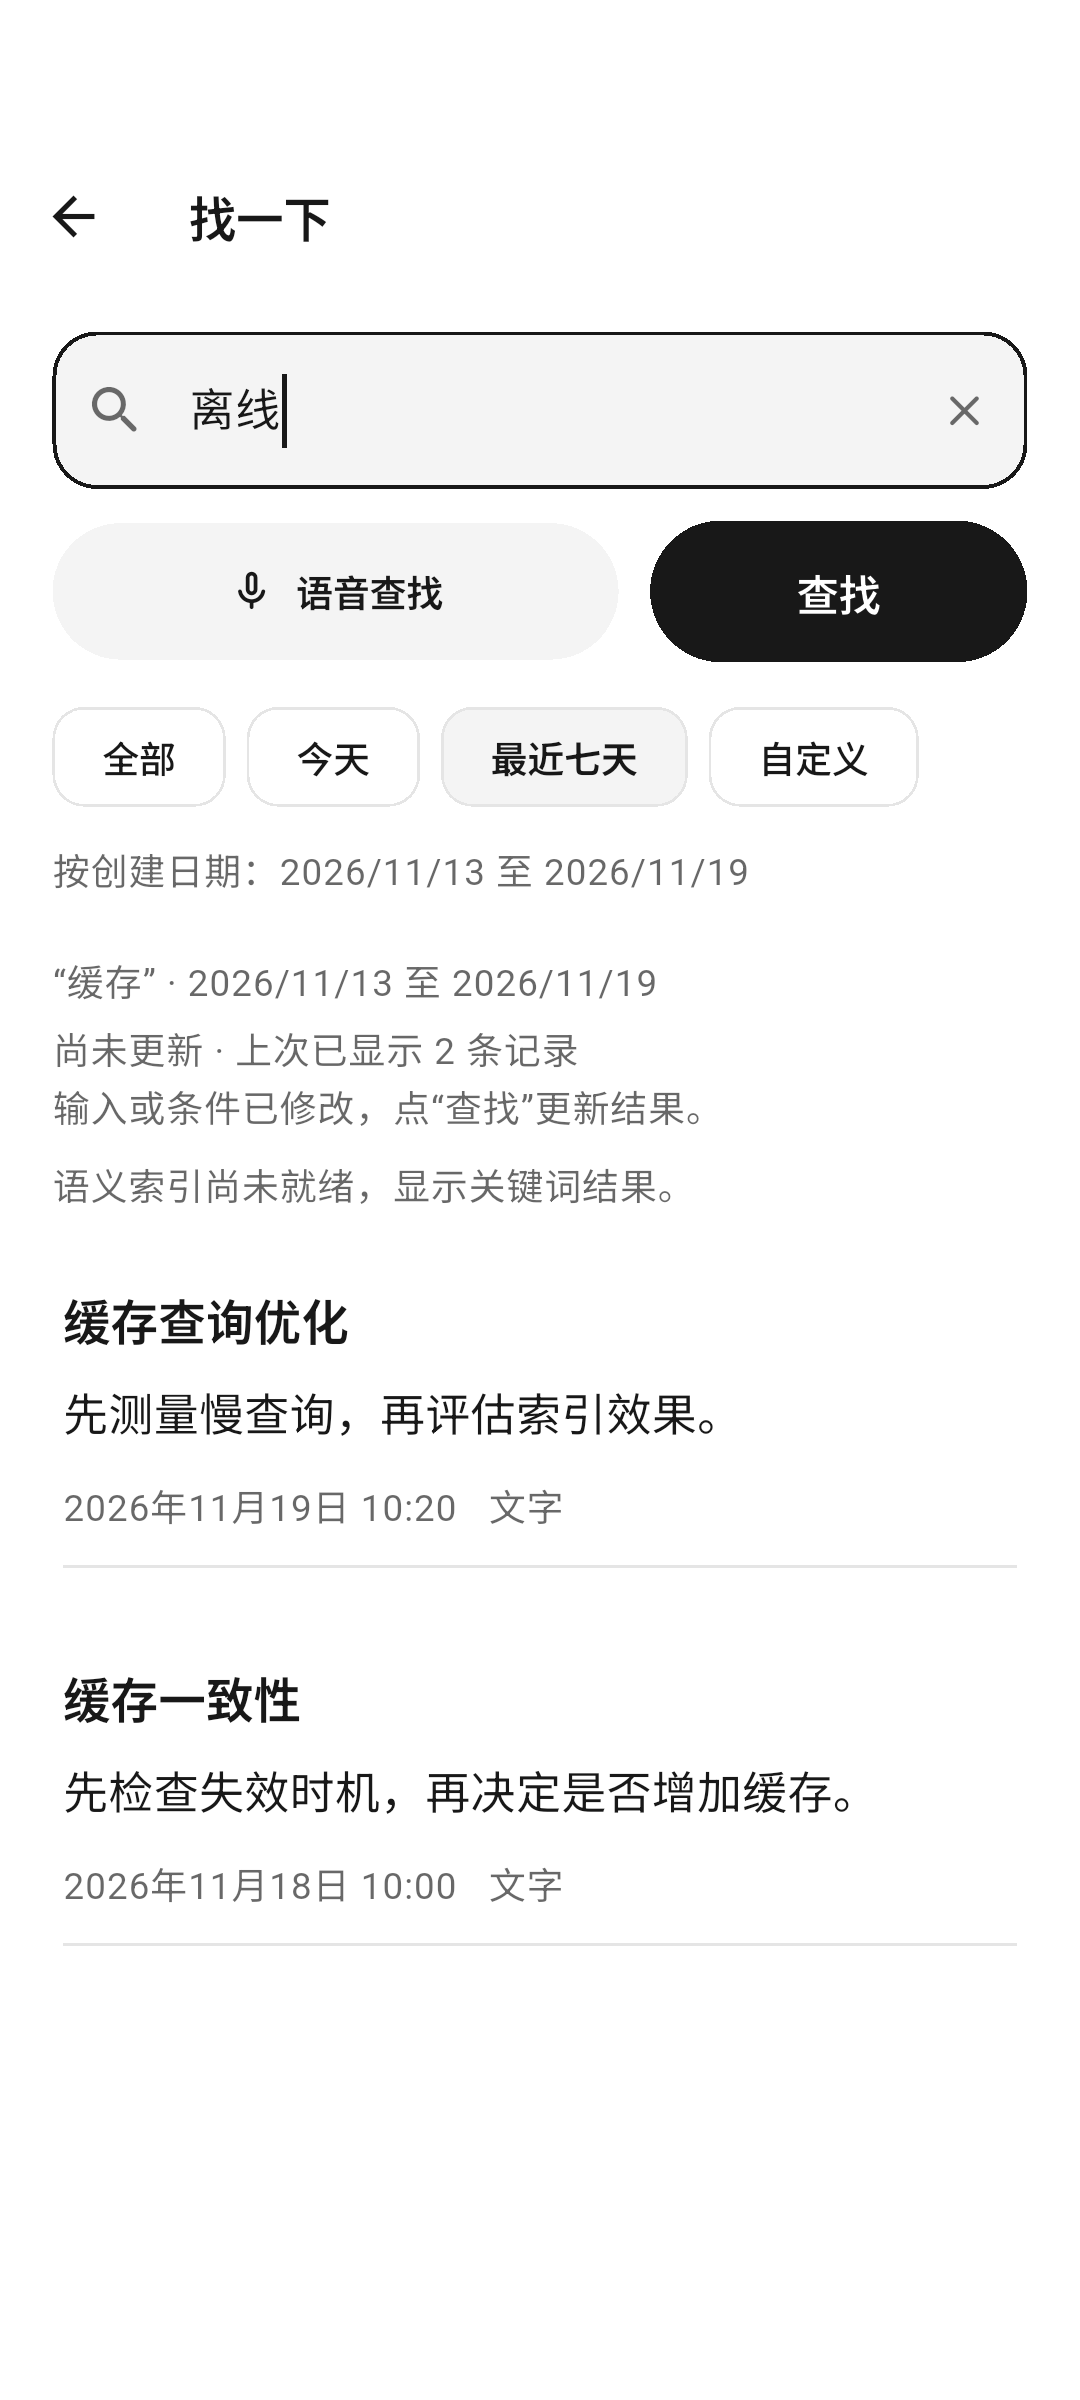 找一下
离线
语音查找
查找
全部
今天
最近七天
自定义
按创建日期：2026/11/13 至 2026/11/19
“缓存” · 2026/11/13 至 2026/11/19
尚未更新 · 上次已显示 2 条记录
输入或条件已修改，点“查找”更新结果。
语义索引尚未就绪，显示关键词结果。
缓存查询优化
先测量慢查询，再评估索引效果。
2026年11月19日 10:20 文字
缓存一致性
先检查失效时机，再决定是否增加缓存。
2026年11月18日 10:00 文字